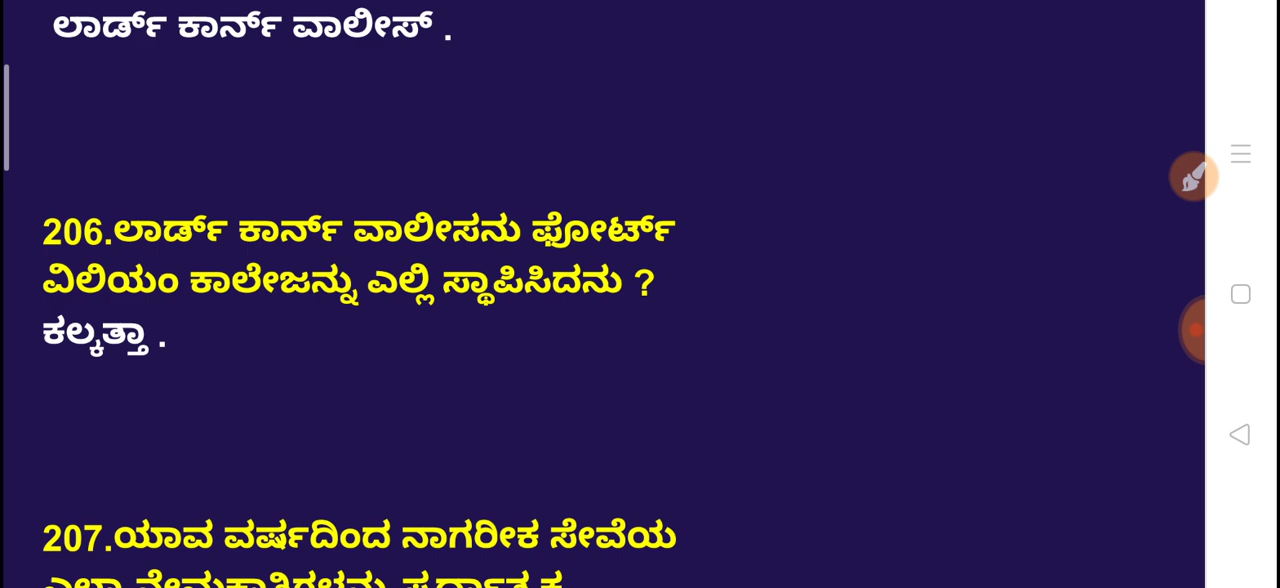 ಲಾರ್ಡ್ ಕಾರ್ನ್ ವಾಲೀಸ್ .
206.ಲಾರ್ಡ್ ಕಾರ್ನ್ ವಾಲೀಸನು ಫೋರ್ಟ್
ವಿಲಿಯಂ ಕಾಲೇಜನ್ನು ಎಲ್ಲಿ ಸ್ಥಾಪಿಸಿದನು ?
ಕಲ್ಕತ್ತಾ .
207.ಯಾವ ವರ್ಷದಿಂದ ನಾಗರೀಕ ಸೇವೆಯ